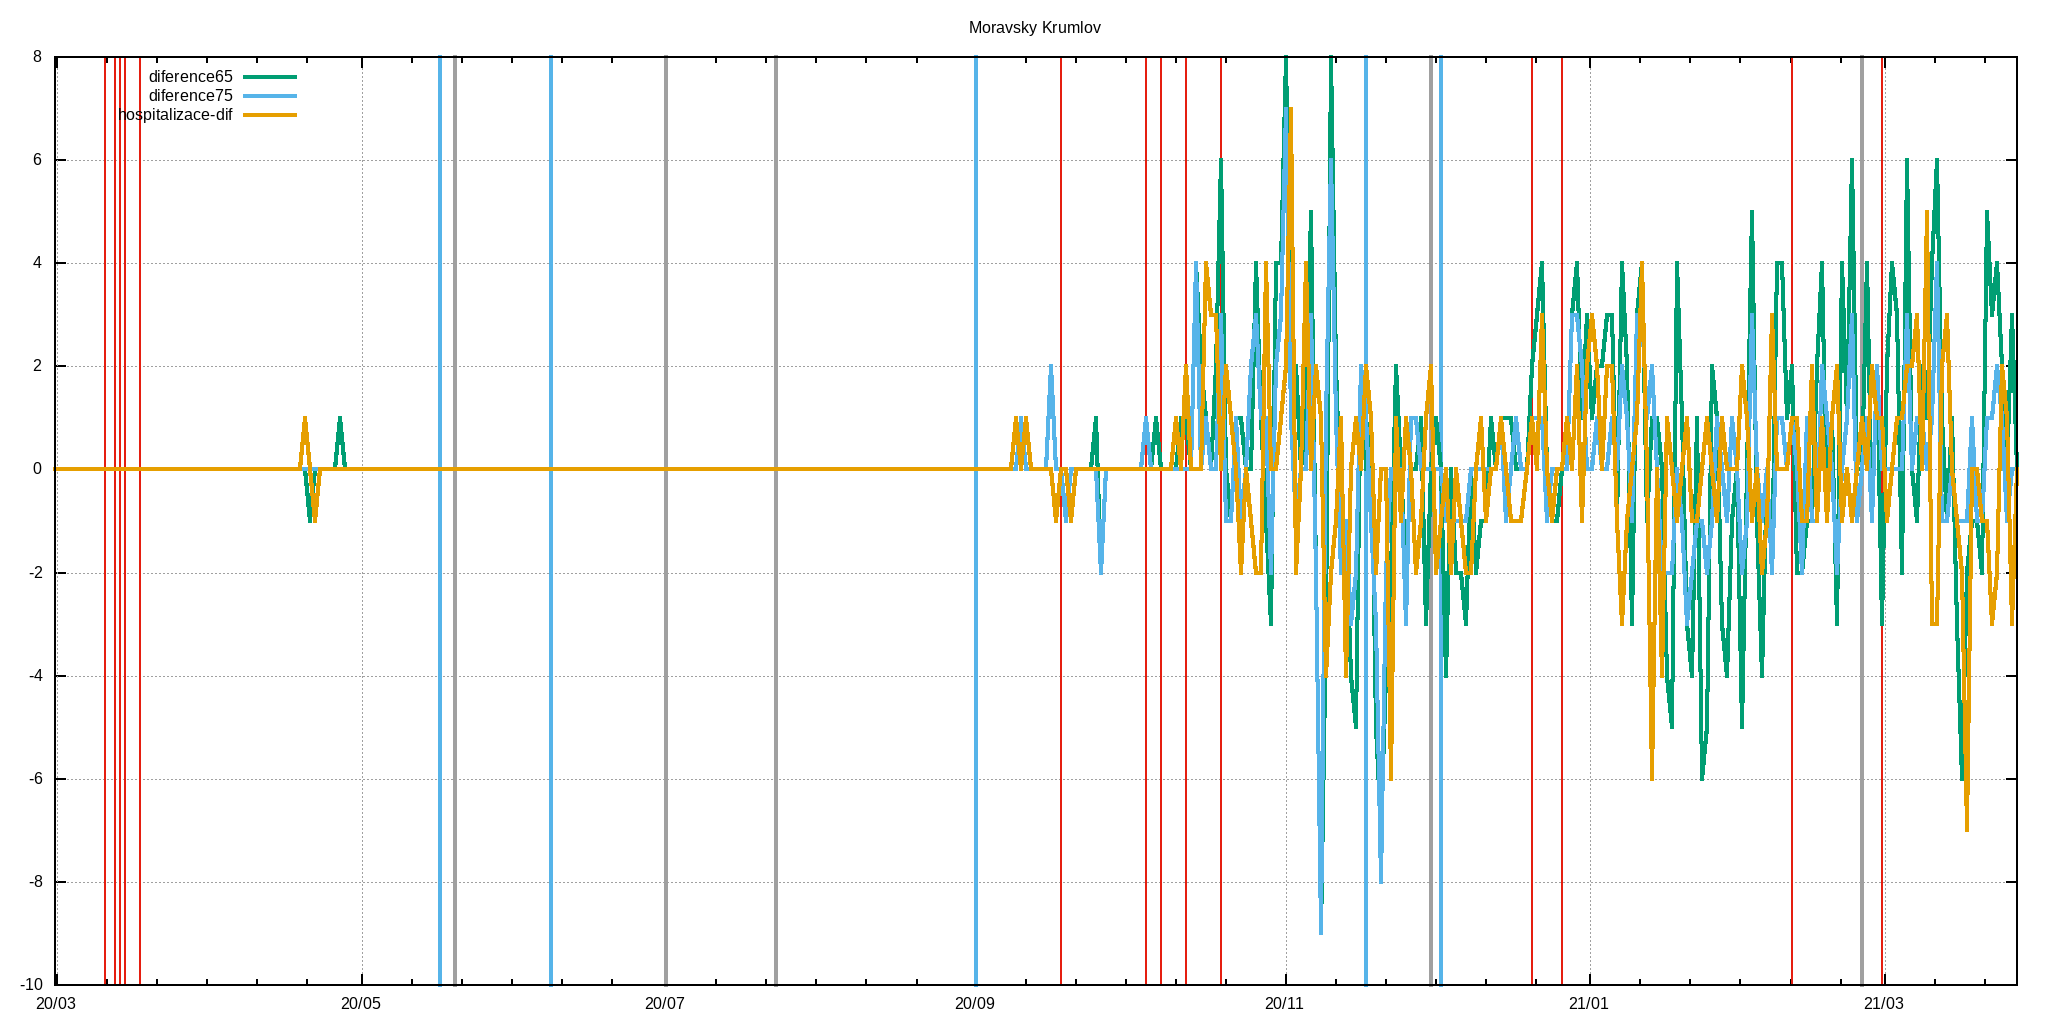 Moravsky Krumlov
8
diference65
diference75
hospitalizace-dif
6
4
2
0
-2
-4
-6
-8
-10
20/03 20/05 20/07 20/09 20/11 21/01 21/03